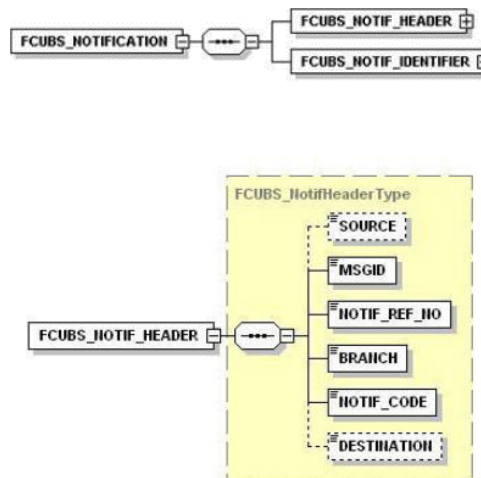 FCUBS_NOTIF_HEADER
FCUBS_NOTIFICATION
FCUBS_NOTIF_IDENTIFIER
FCUBS_NotifHeaderType
SOURCE
MSGID
NOTIF_REF_NO
FCUBS_NOTIF_HEADER
BRANCH
NOTIF_CODE
DESTINATION